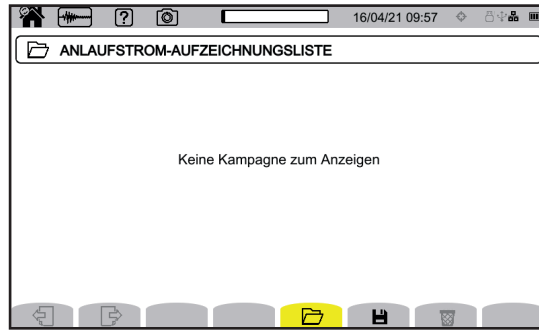 16/04/21 09:57
ANLAUFSTROM-AUFZEICHNUNGSLISTE
Keine Kampagne zum Anzeigen